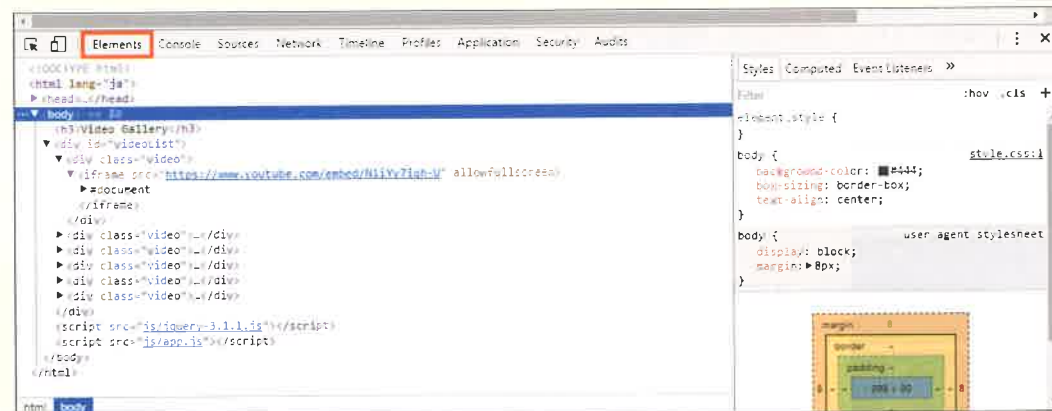 Elements Console Sources Network Timeline Profiles Application Security Audits
<!DOCTYPE html>
<html lang="ja">
▶ <head>…</head>
▼ <body> == $0
<h3>Video Gallery</h3>
▼ <div id="videoList">
▼ <div class="video">
▼ <iframe src="https://www.youtube.com/embed/ allowfullscreen>
▶ #document
</iframe>
</div>
▶ <div class="video">…</div>
▶ <div class="video">…</div>
▶ <div class="video">…</div>
▶ <div class="video">…</div>
▶ <div class="video">…</div>
</div>
<script src="js/jquery-3.1.1.js"></script>
<script src="js/app.js"></script>
</body>
</html>
html body
Styles Computed Event Listeners »
Filter :hov .cls +
element.style {
}
body { style.css:1
background-color: #444;
box-sizing: border-box;
text-align: center;
}
body { user agent stylesheet
display: block;
margin: ▶ 8px;
}
margin 8
border -
padding -
8 - - - - 8